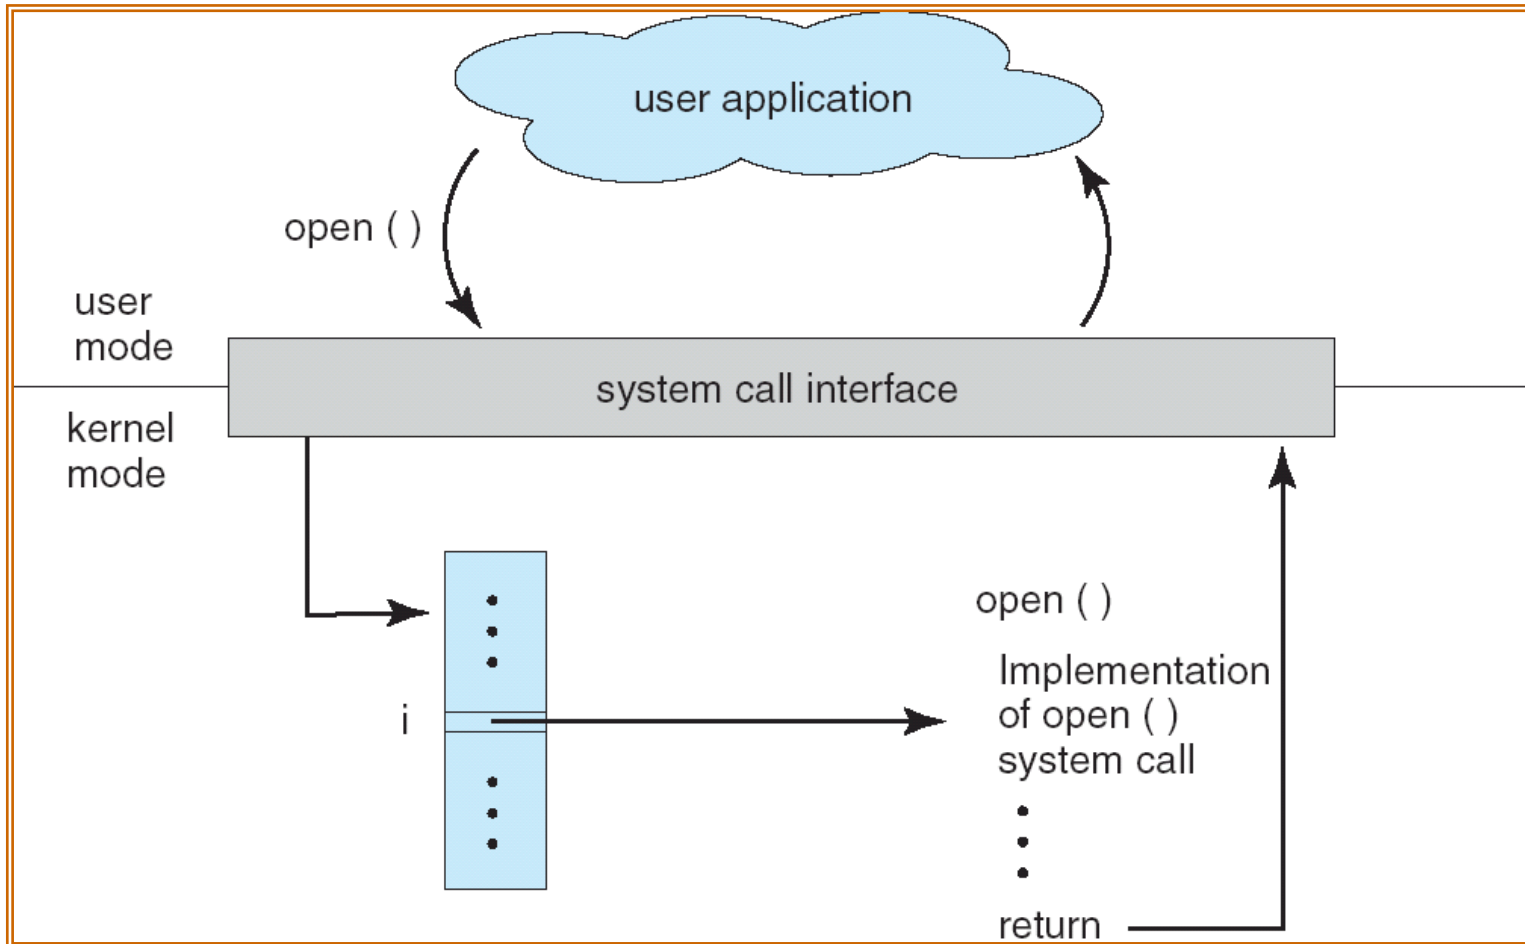 user application
open ( )
user
mode
system call interface
kernel
mode
open ( )
Implementation
i
of open ( )
system call
return